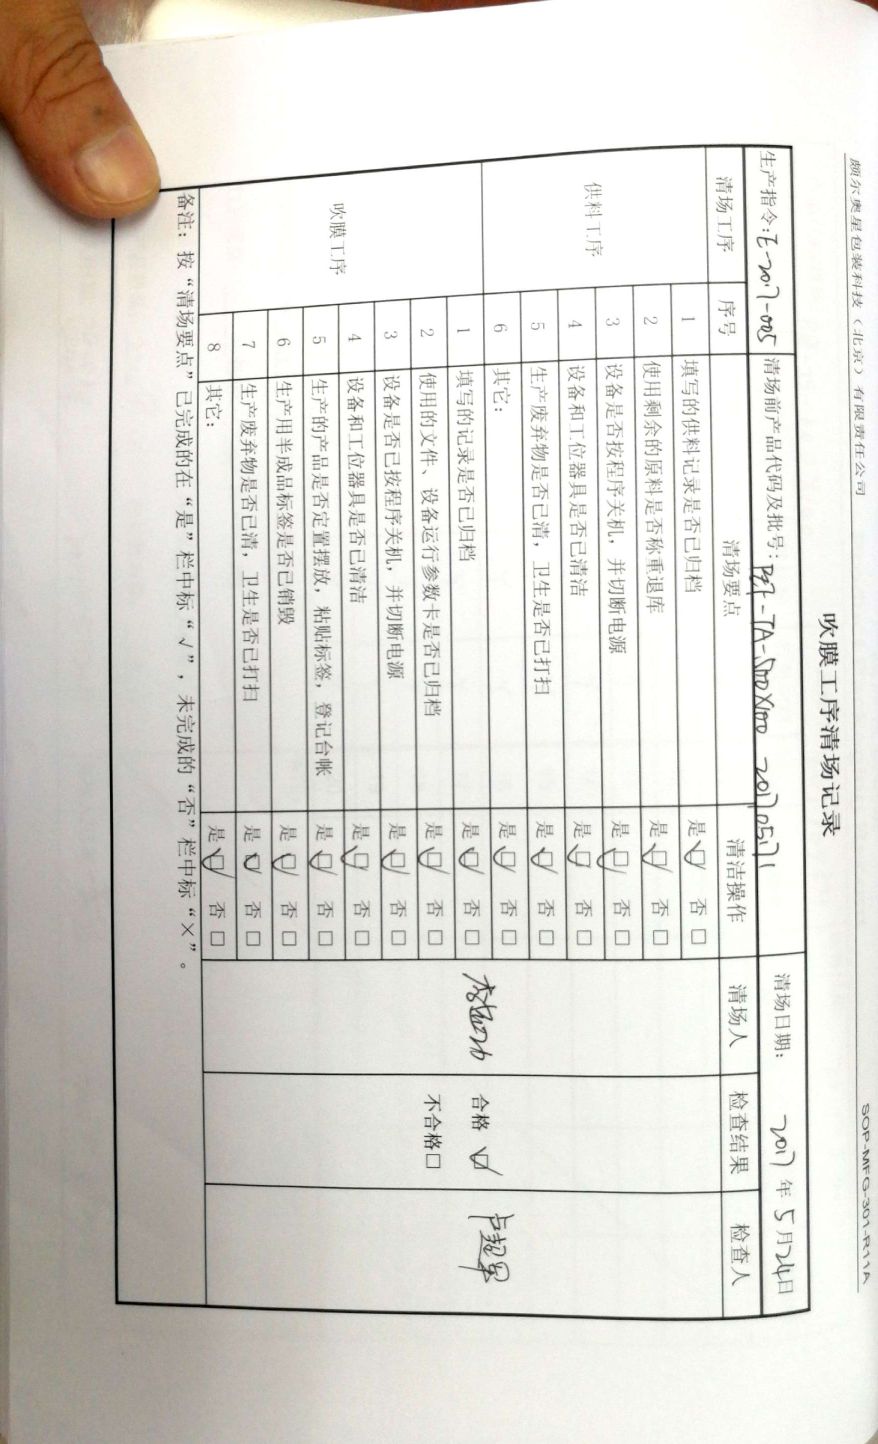 颇尔奥星包装科技（北京）有限责任公司 SOP-MFG-301-R11A
吹膜工序清场记录
生产指令:E-2017-005 清场前产品代码及批号: -TA-500X100 201705171 清场日期: 2017 年 5 月 24 日
清场工序 序号 清场要点 清洁操作 清场人 检查结果 检查人
供料工序
1 填写的供料记录是否已归档 是 ☑ 否 □
2 使用剩余的原料是否称重退库 是 ☑ 否 □
3 设备是否按程序关机，并切断电源 是 ☑ 否 □
4 设备和工位器具是否已清洁 是 ☑ 否 □
5 生产废弃物是否已清，卫生是否已打扫 是 ☑ 否 □
6 其它: 是 ☑ 否 □
吹膜工序
1 填写的记录是否已归档 是 ☑ 否 □
2 使用的文件、设备运行参数卡是否已归档 是 ☑ 否 □
3 设备是否已按程序关机，并切断电源 是 ☑ 否 □
4 设备和工位器具是否已清洁 是 ☑ 否 □
5 生产的产品是否定置摆放，粘贴标签，登记台帐 是 ☑ 否 □
6 生产用半成品标签是否已销毁 是 ☑ 否 □
7 生产废弃物是否已清，卫生是否已打扫 是 ☑ 否 □
8 其它: 是 ☑ 否 □
合格 ☑ 卢超军
不合格□
备注：按“清场要点”已完成的在“是”栏中标“√”，未完成的“否”栏中标“×”。